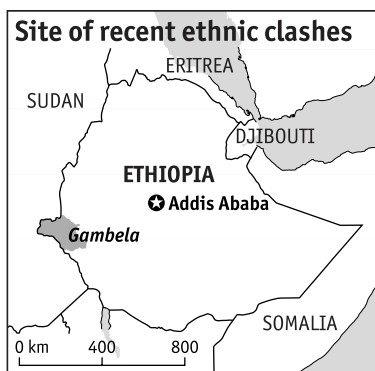 Site of recent ethnic clashes
ERITREA
SUDAN
DJIBOUTI
ETHIOPIA
Addis Ababa
Gambela
SOMALIA
0 km 400 800